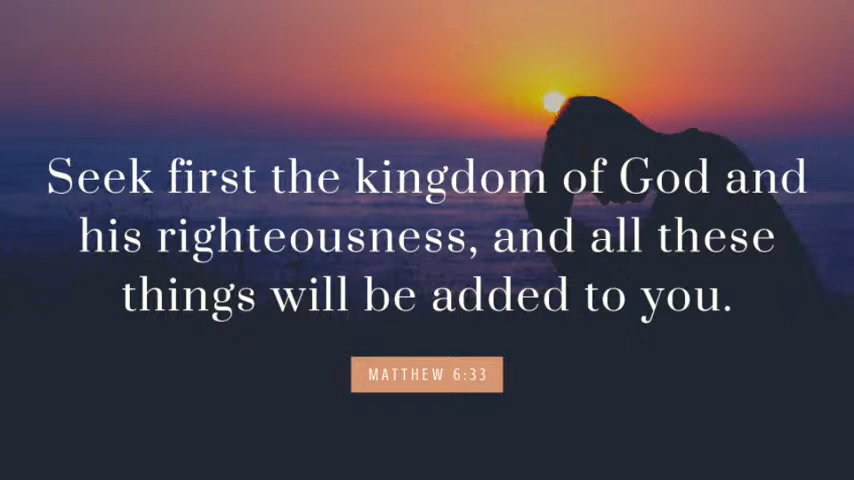 Seek first the kingdom of God and
his righteousness, and all these
things will be added to you.
MATTHEW 6:33